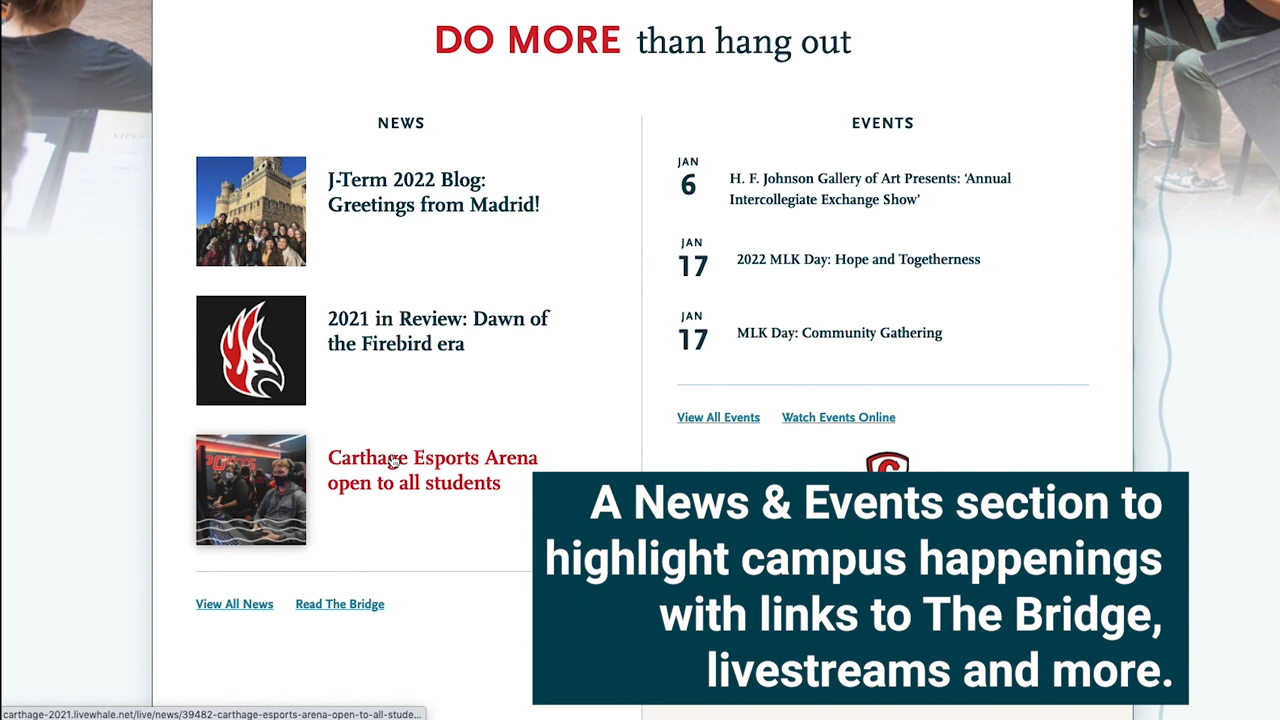 DO MORE than hang out
NEWS
J-Term 2022 Blog:
Greetings from Madrid!
2021 in Review: Dawn of
the Firebird era
Carthage Esports Arena
open to all students
View All News Read The Bridge
EVENTS
JAN
6
H. F. Johnson Gallery of Art Presents: ‘Annual
Intercollegiate Exchange Show’
JAN
17
2022 MLK Day: Hope and Togetherness
JAN
17
MLK Day: Community Gathering
View All Events Watch Events Online
C
A News & Events section to
highlight campus happenings
with links to The Bridge,
livestreams and more.
carthage-2021.livewhale.net/live/news/39482-carthage-esports-arena-open-to-all-stude...